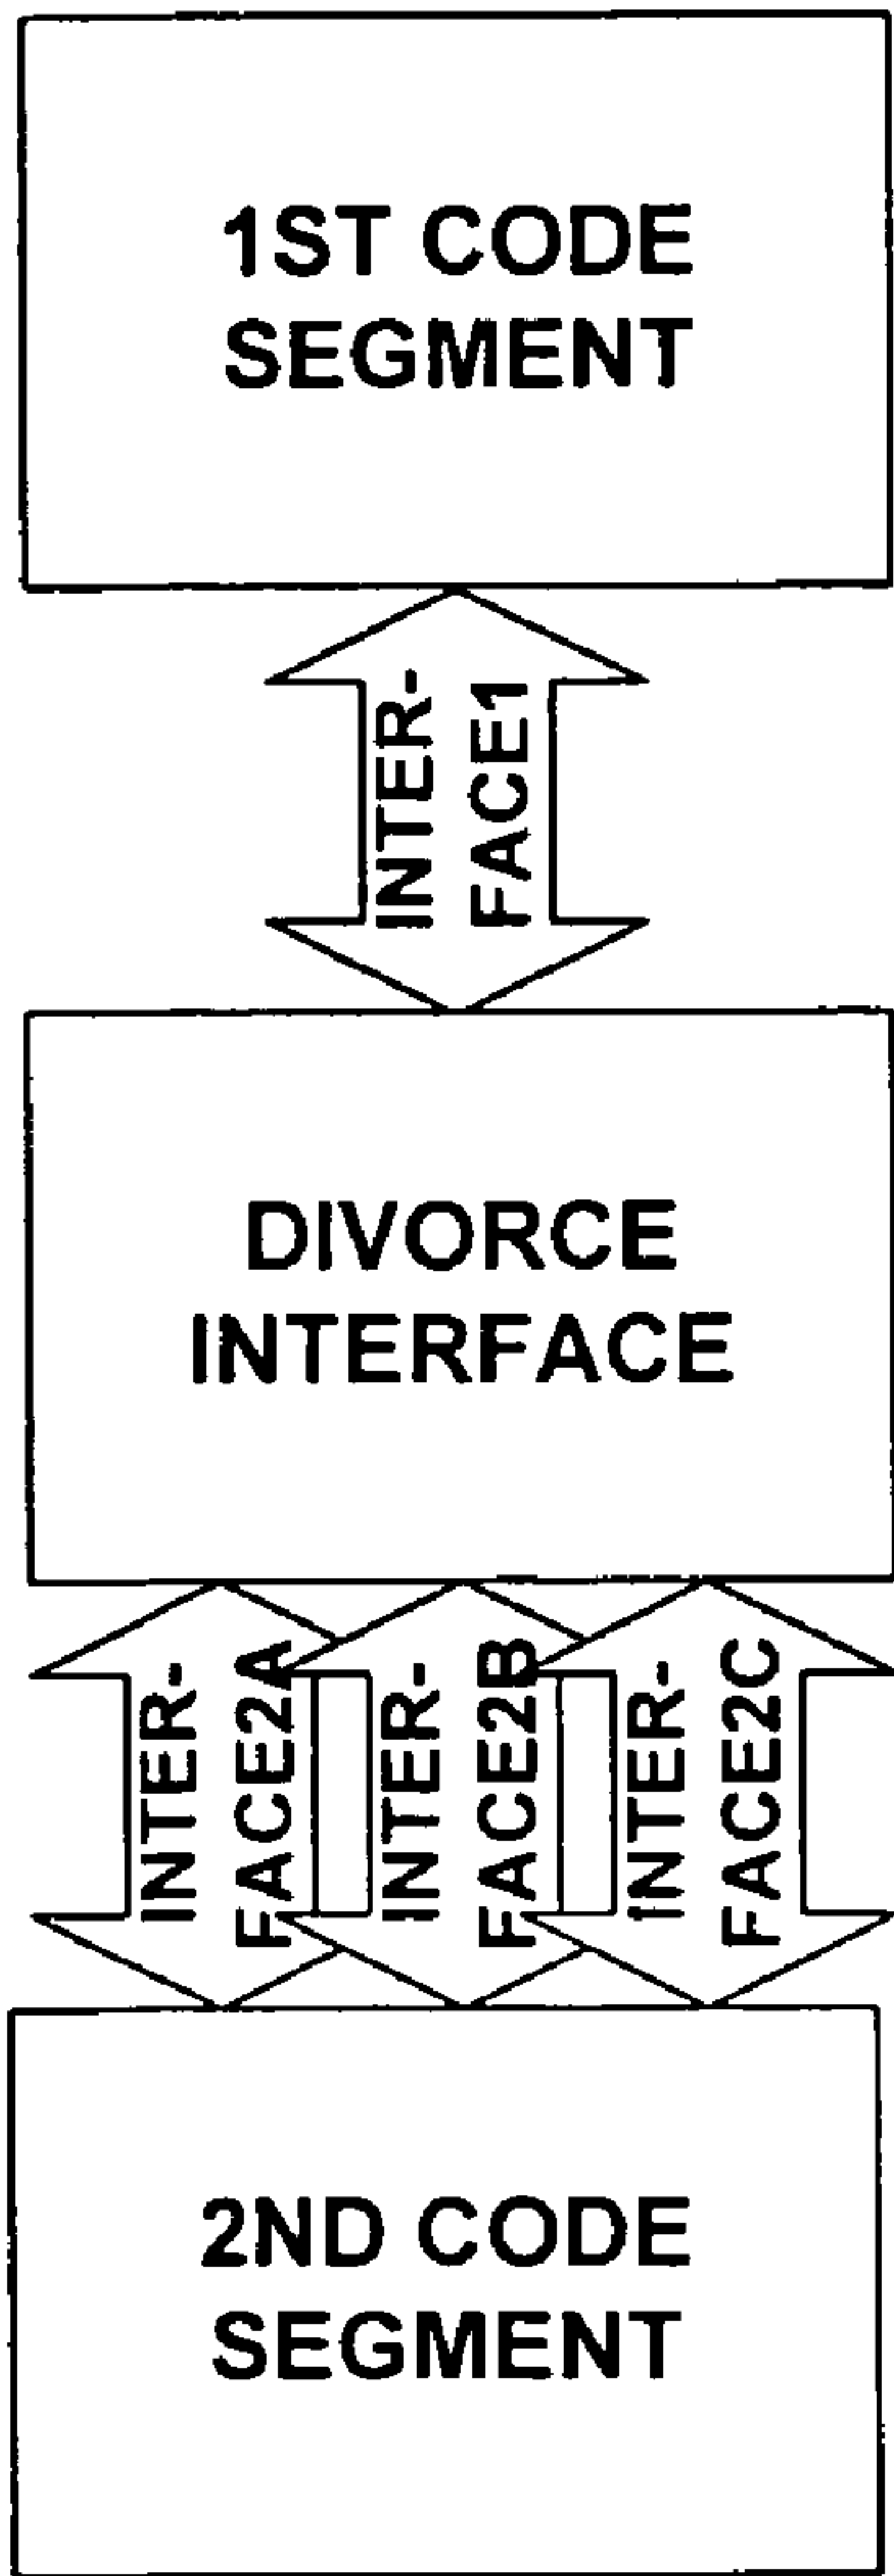 1ST CODE
SEGMENT
INTER-
FACE1
DIVORCE
INTERFACE
INTER-
FACE2A
INTER-
FACE2B
INTER-
FACE2C
2ND CODE
SEGMENT